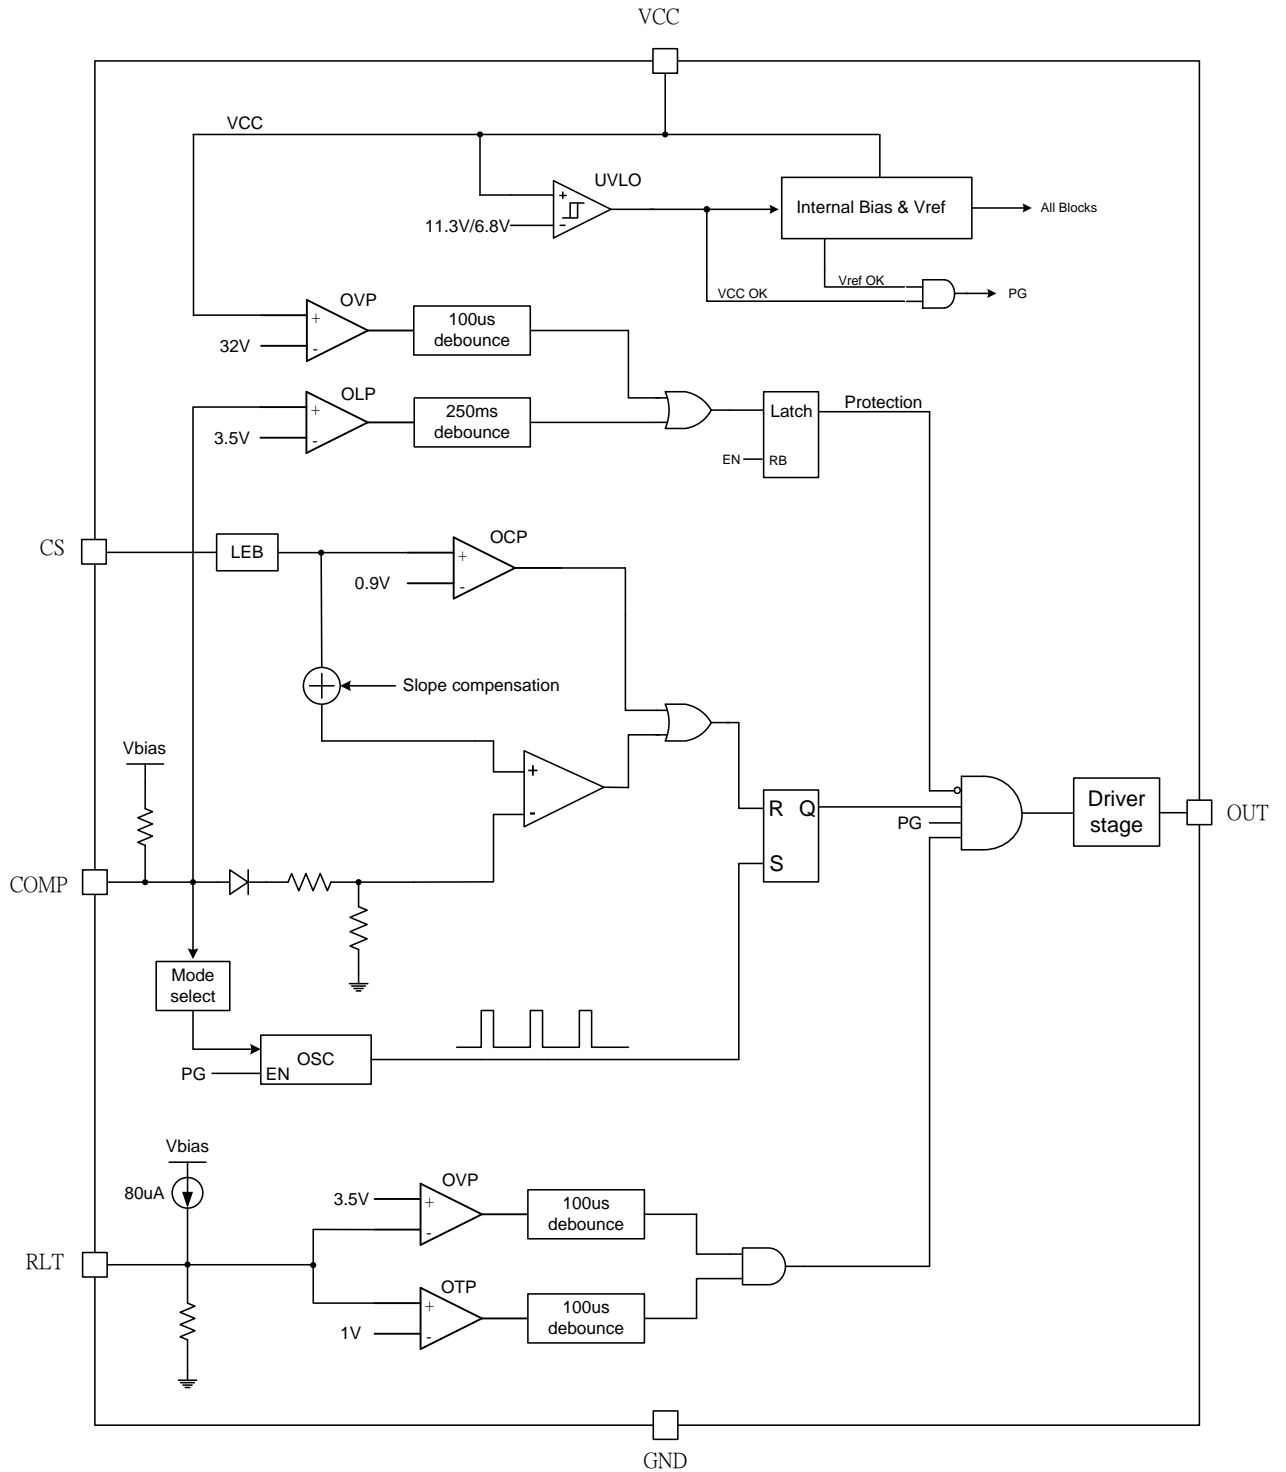 VCC
VCC
UVLO
+
-
11.3V/6.8V
Internal Bias & Vref
All Blocks
Vref OK
VCC OK
PG
OVP
+
-
32V
100us
debounce
OLP
+
-
3.5V
250ms
debounce
Latch
EN
RB
Protection
CS
LEB
OCP
+
-
0.9V
Slope compensation
Vbias
+
-
R
Q
S
PG
Driver
stage
OUT
COMP
Mode
select
OSC
PG
EN
Vbias
80uA
RLT
OVP
3.5V
+
-
100us
debounce
OTP
+
-
1V
100us
debounce
GND